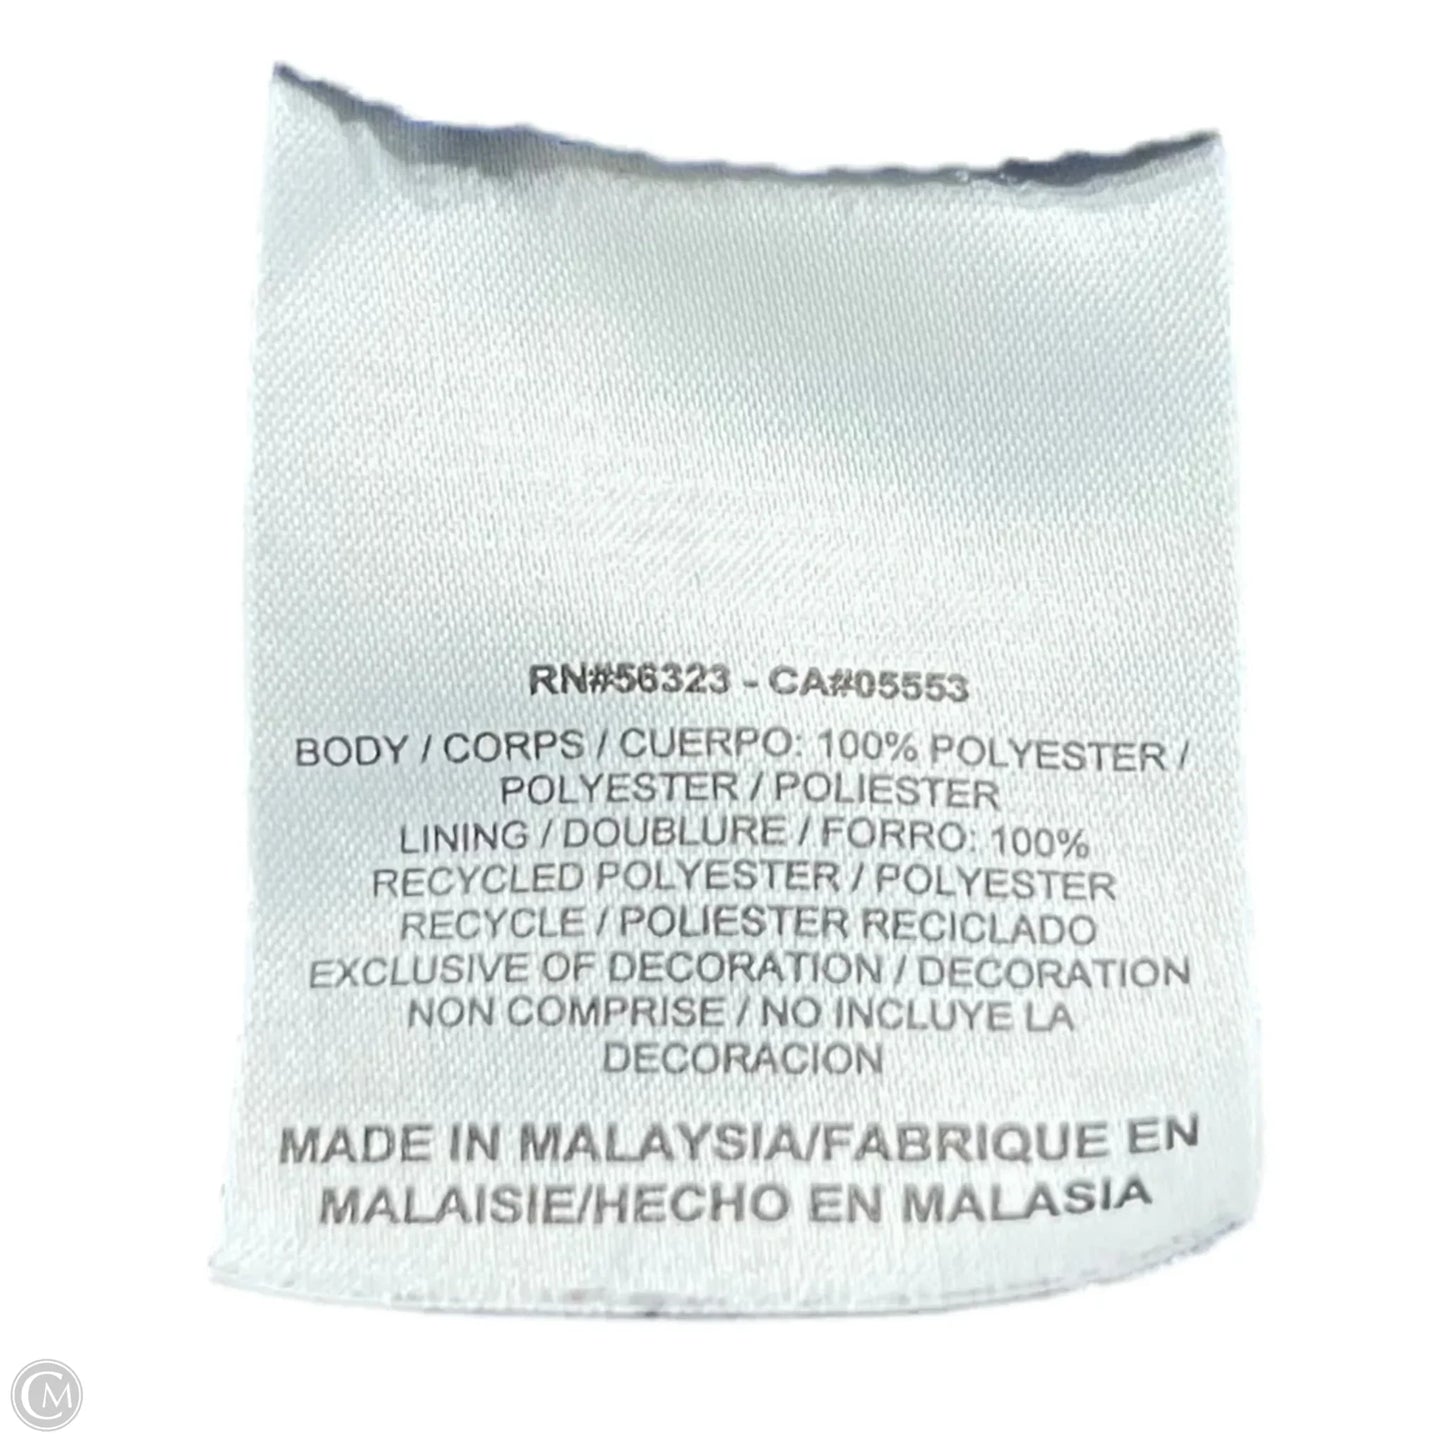 RN#56323 - CA#05553
BODY / CORPS / CUERPO: 100% POLYESTER /
POLYESTER / POLIESTER
LINING / DOUBLURE / FORRO: 100%
RECYCLED POLYESTER / POLYESTER
RECYCLE / POLIESTER RECICLADO
EXCLUSIVE OF DECORATION / DECORATION
NON COMPRISE / NO INCLUYE LA
DECORACION
MADE IN MALAYSIA/FABRIQUE EN
MALAISIE/HECHO EN MALASIA
CM